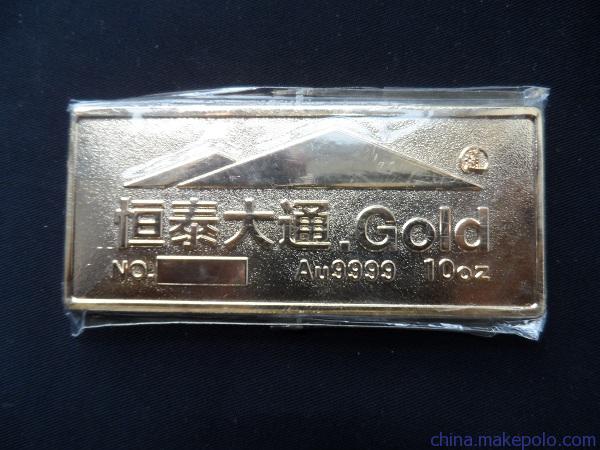 恒泰大通.Gold
NO.
Au9999 10oz
china.makepolo.com